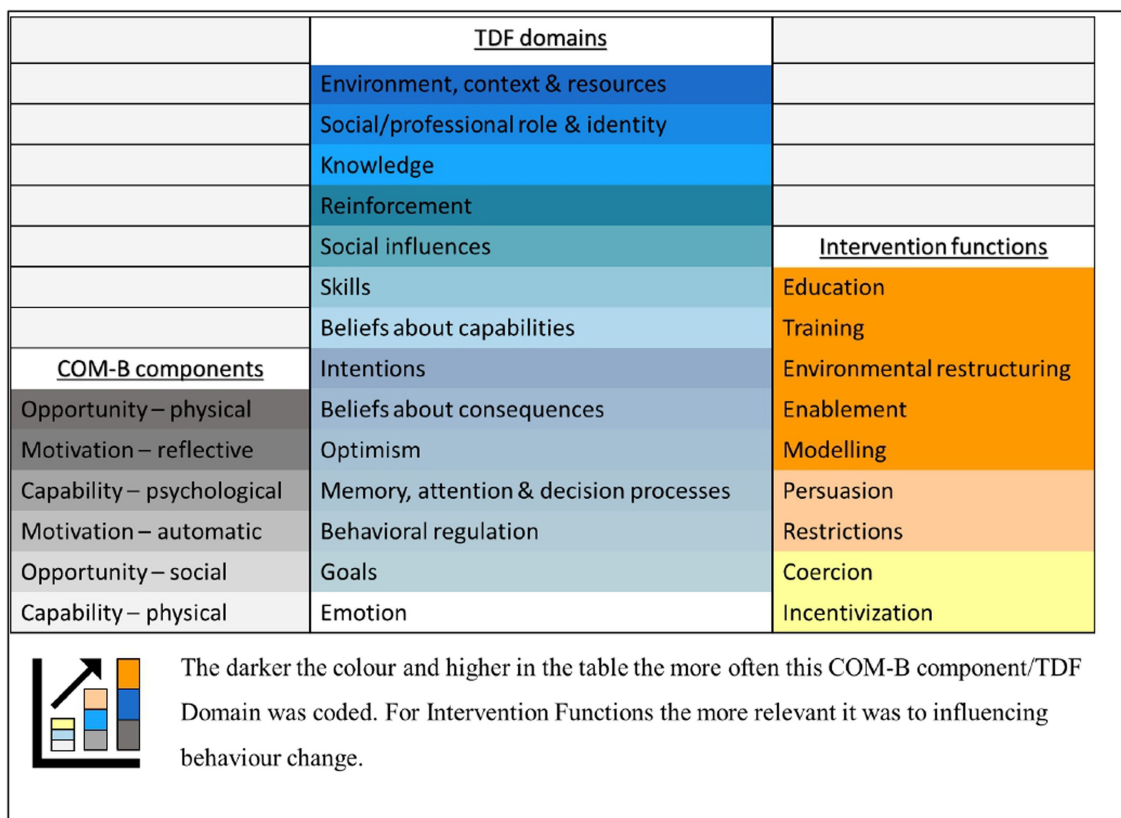 TDF domains
Environment, context & resources
Social/professional role & identity
Knowledge
Reinforcement
Social influences
Intervention functions
Skills
Education
Beliefs about capabilities
Training
COM-B components
Intentions
Environmental restructuring
Opportunity – physical
Beliefs about consequences
Enablement
Motivation – reflective
Optimism
Modelling
Capability – psychological
Memory, attention & decision processes
Persuasion
Motivation – automatic
Behavioral regulation
Restrictions
Opportunity – social
Goals
Coercion
Capability – physical
Emotion
Incentivization
The darker the colour and higher in the table the more often this COM-B component/TDF
Domain was coded. For Intervention Functions the more relevant it was to influencing
behaviour change.